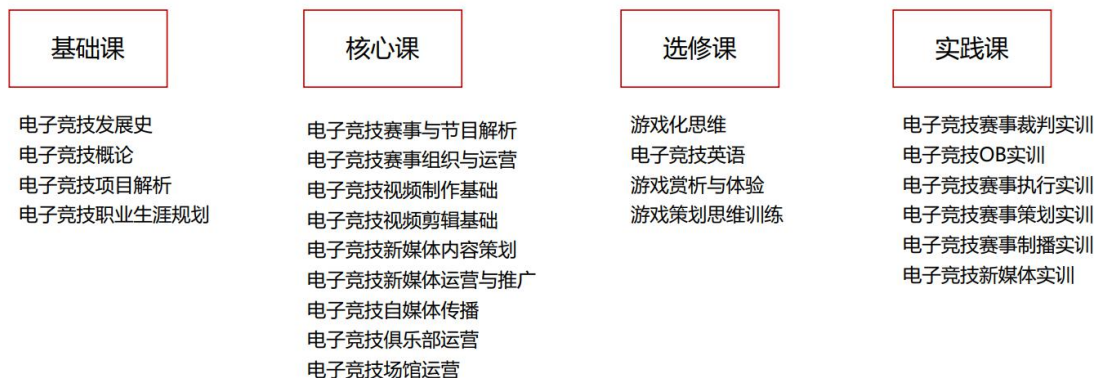 基础课
电子竞技发展史
电子竞技概论
电子竞技项目解析
电子竞技职业生涯规划
核心课
电子竞技赛事与节目解析
电子竞技赛事组织与运营
电子竞技视频制作基础
电子竞技视频剪辑基础
电子竞技新媒体内容策划
电子竞技新媒体运营与推广
电子竞技自媒体传播
电子竞技俱乐部运营
电子竞技场馆运营
选修课
游戏化思维
电子竞技英语
游戏赏析与体验
游戏策划思维训练
实践课
电子竞技赛事裁判实训
电子竞技OB实训
电子竞技赛事执行实训
电子竞技赛事策划实训
电子竞技赛事制播实训
电子竞技新媒体实训